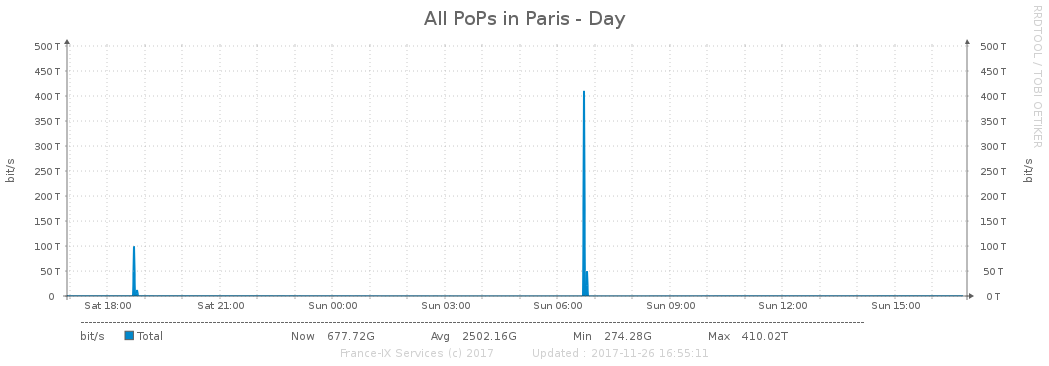 All PoPs in Paris - Day
RRDTOOL / TOBI OETIKER
bit/s
500 T
450 T
400 T
350 T
300 T
250 T
200 T
150 T
100 T
50 T
0
500 T
450 T
400 T
350 T
300 T
250 T
200 T
150 T
100 T
50 T
0 T
bit/s
Sat 18:00 Sat 21:00 Sun 00:00 Sun 03:00 Sun 06:00 Sun 09:00 Sun 12:00 Sun 15:00
bit/s Total Now 677.72G Avg 2502.16G Min 274.28G Max 410.02T
France-IX Services (c) 2017 Updated : 2017-11-26 16:55:11